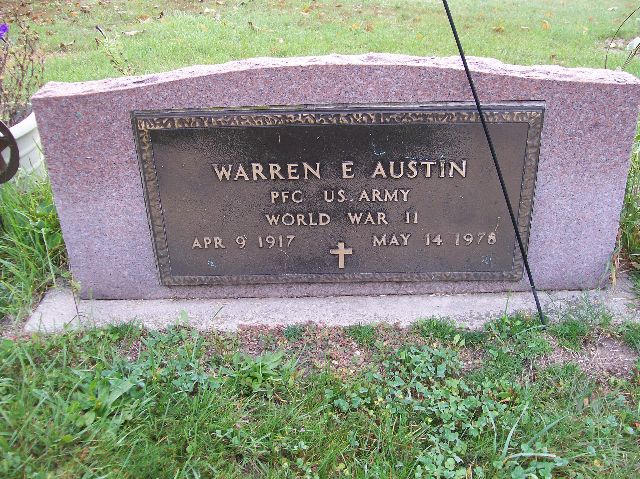 WARREN E AUSTIN
PFC US ARMY
WORLD WAR II
APR 9 1917 MAY 14 1978